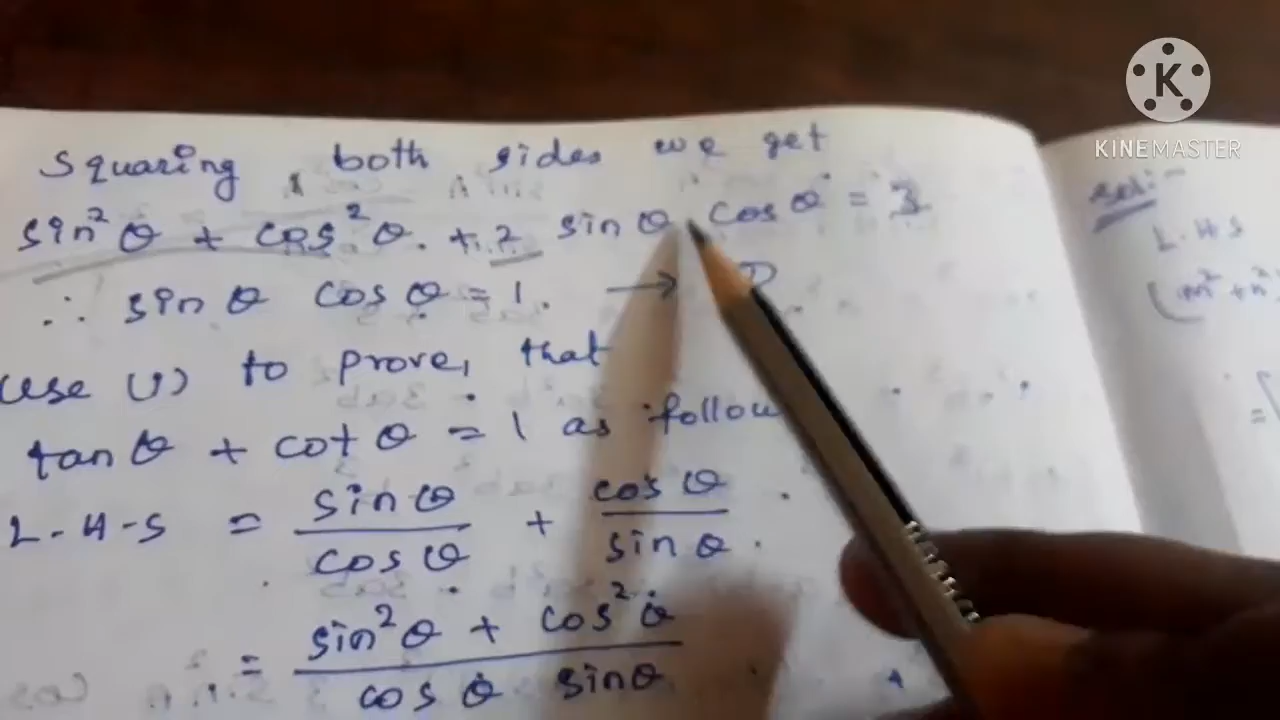 squaring both sides we get
sin²θ + cos²θ. + 2 sinθ cosθ = 3
∴ sinθ cosθ = 1. →
use (1) to prove, that
tanθ + cotθ = 1 as follow
L-H-S = sinθ/cosθ + cosθ/sinθ.
= (sin²θ + cos²θ)/(cosθ sinθ)
K
KINEMASTER
L.H.S